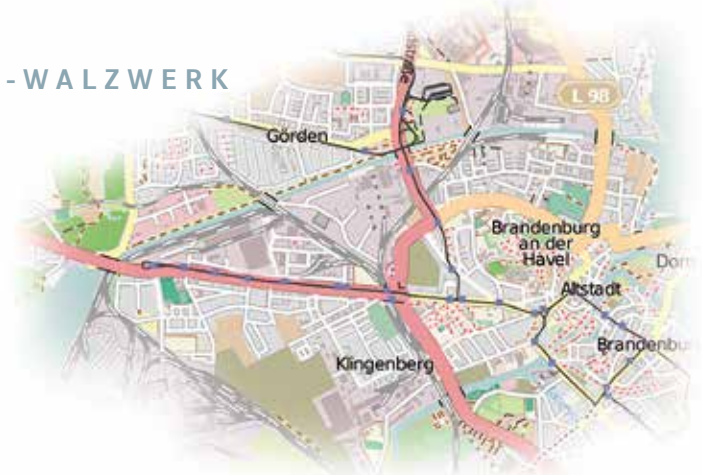 -WALZWERK
L 98
Görden
Brandenburg
an der
Havel
Dom
Altstadt
Brandenbur
Klingenberg